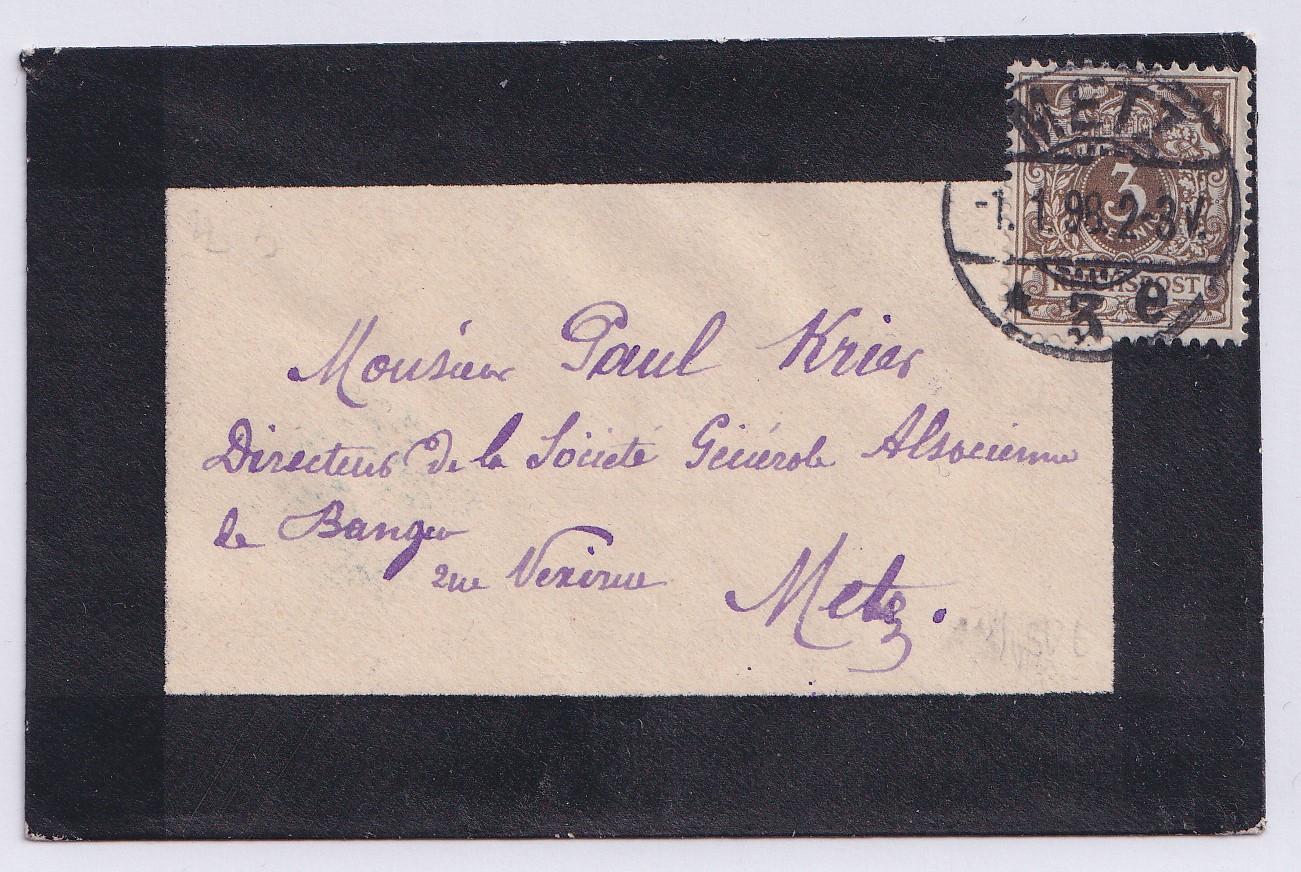 METZ
3
-1. 1. 98. 2-3 V.
REICHSPOST
* 3 e
Monsieur Paul Krier
Directeur de la Société Générale Alsacienne
de Banque
rue
Metz.